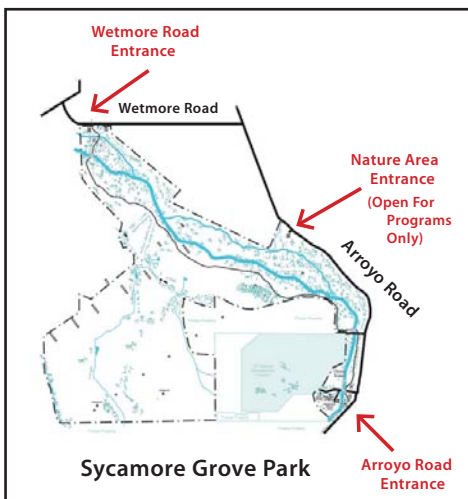 Wetmore Road
Entrance
Wetmore Road
Nature Area
Entrance
(Open For
Programs
Only)
Arroyo Road
Sycamore Grove Park
Arroyo Road
Entrance